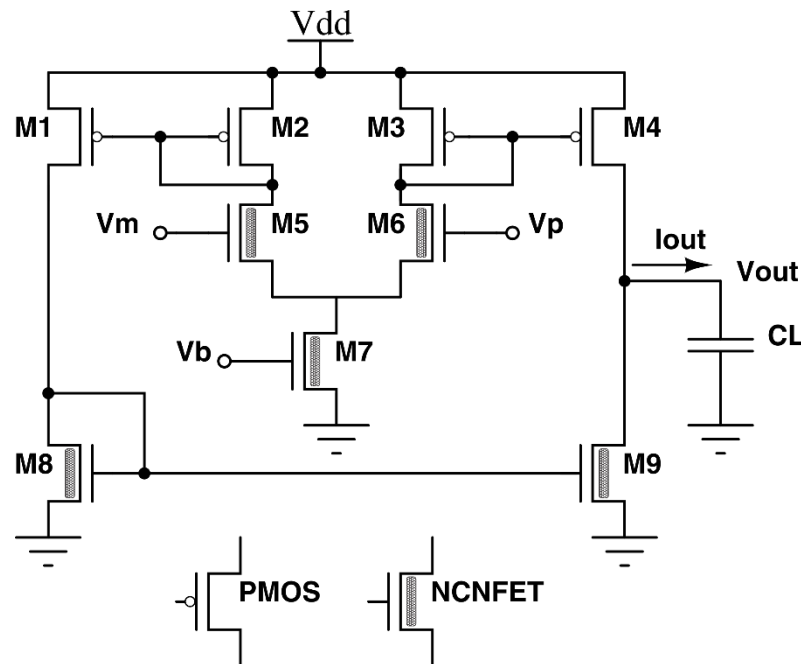 Vdd
M1 M2 M3 M4
Vm M5 M6 Vp
Iout
Vout
Vb M7 CL
M8 M9
PMOS NCNFET